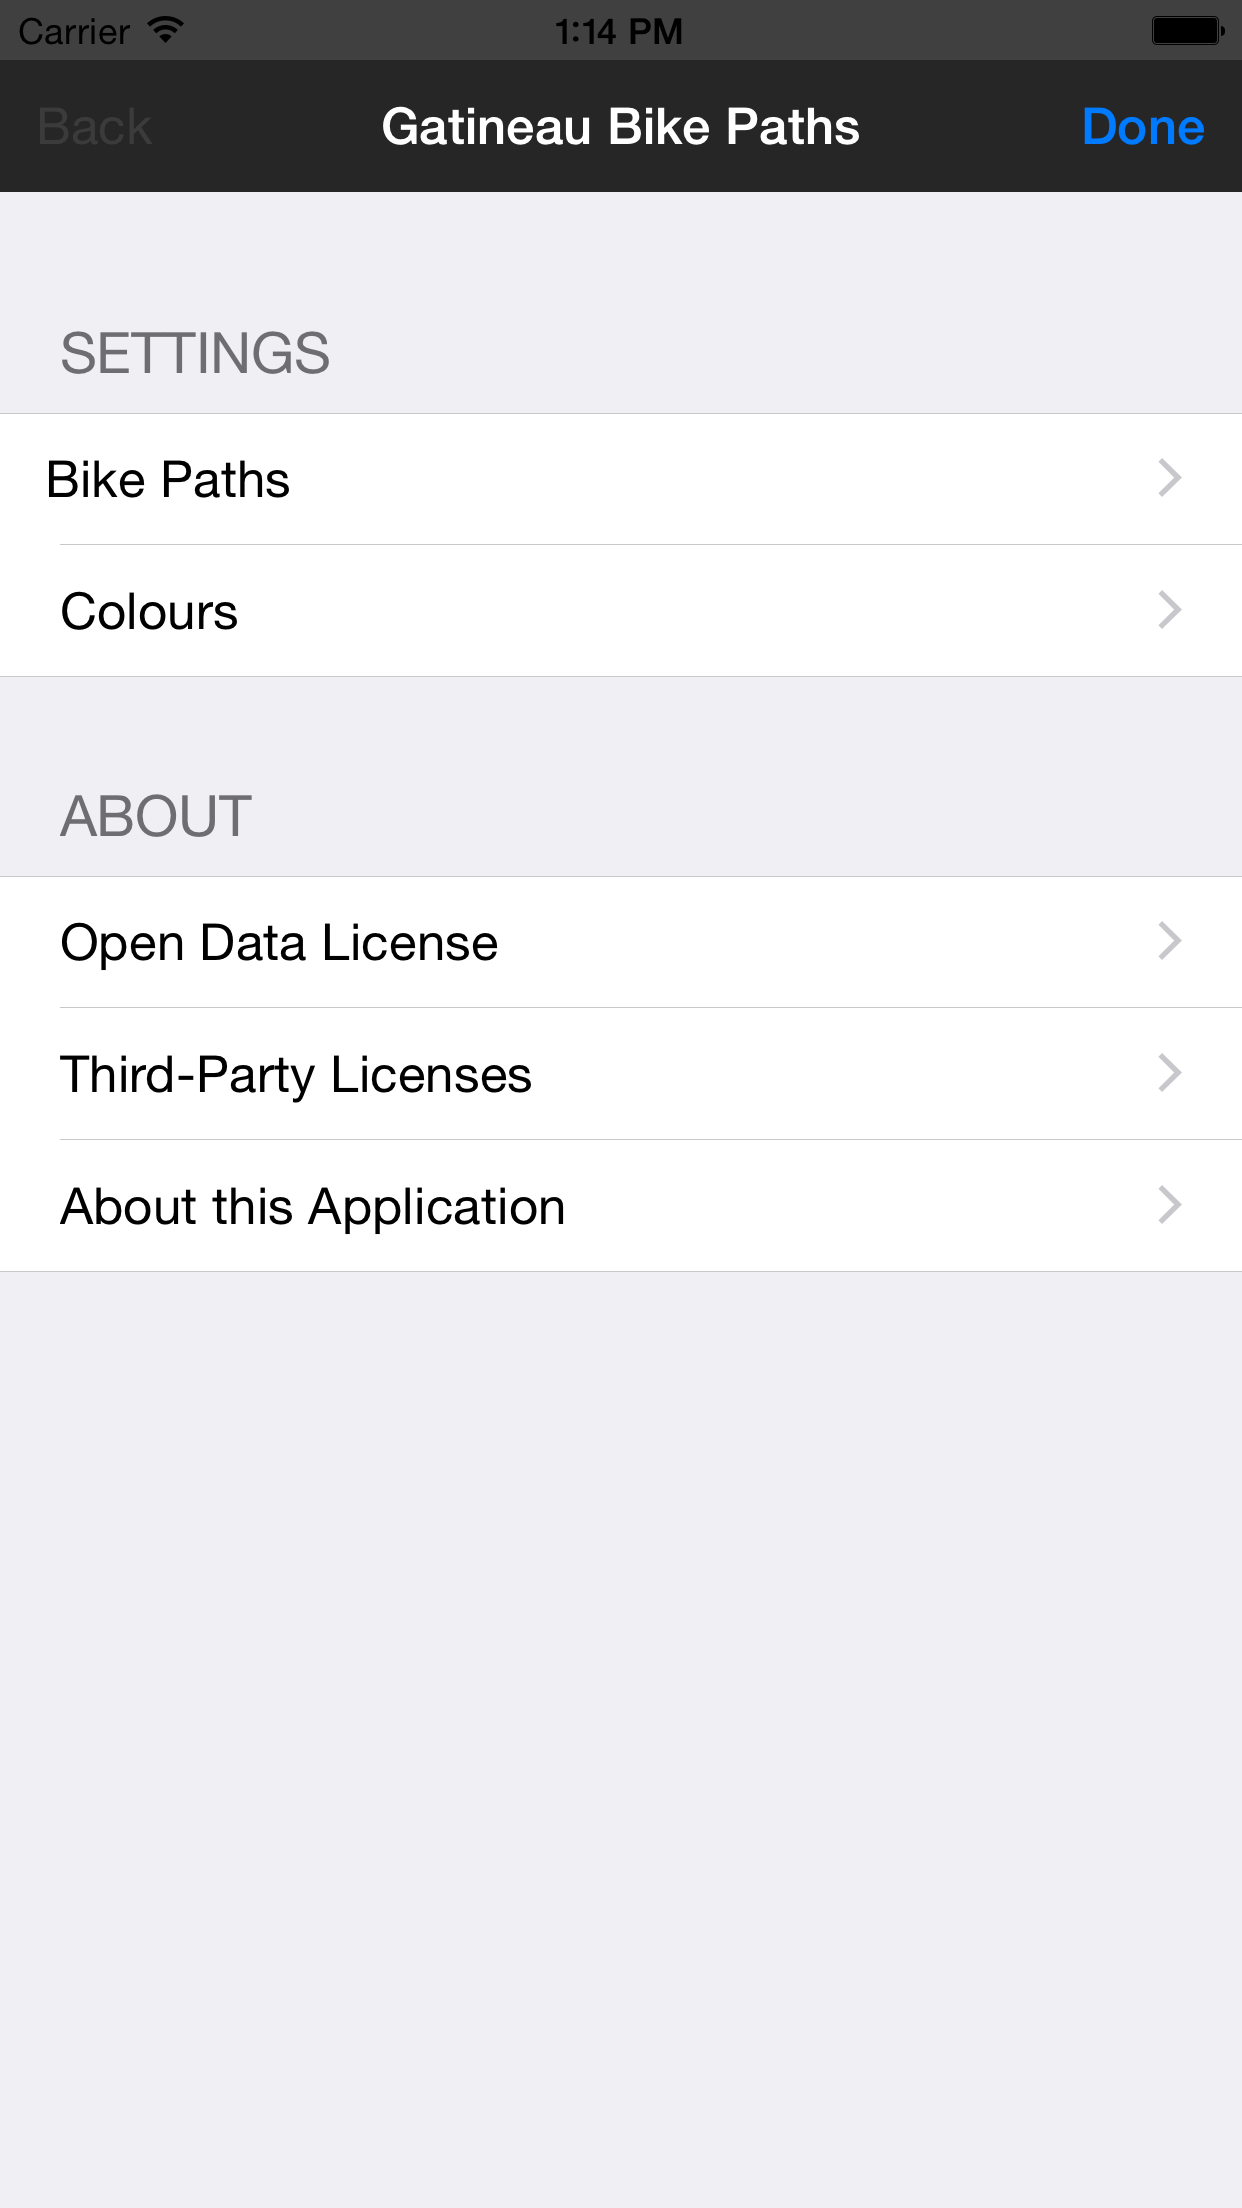 Carrier 1:14 PM
Back Gatineau Bike Paths Done
SETTINGS
Bike Paths
Colours
ABOUT
Open Data License
Third-Party Licenses
About this Application